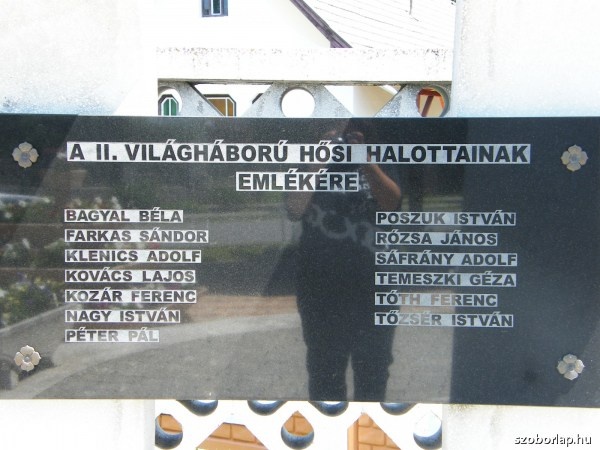 A II. VILÁGHÁBORÚ HŐSI HALOTTAINAK
EMLÉKÉRE
BAGYAL BÉLA
FARKAS SÁNDOR
KLENICS ADOLF
KOVÁCS LAJOS
KOZÁR FERENC
NAGY ISTVÁN
PÉTER PÁL
POSZUK ISTVÁN
RÓZSA JÁNOS
SÁFRÁNY ADOLF
TEMESZKI GÉZA
TÓTH FERENC
TŐZSÉR ISTVÁN
szoborlap.hu